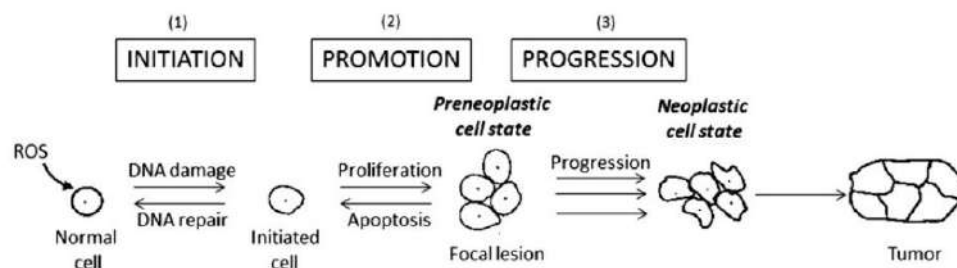 (1) (2) (3)
INITIATION PROMOTION PROGRESSION
Preneoplastic
cell state
Neoplastic
cell state
ROS
DNA damage
DNA repair
Proliferation
Apoptosis
Progression
Normal
cell
Initiated
cell
Focal lesion
Tumor